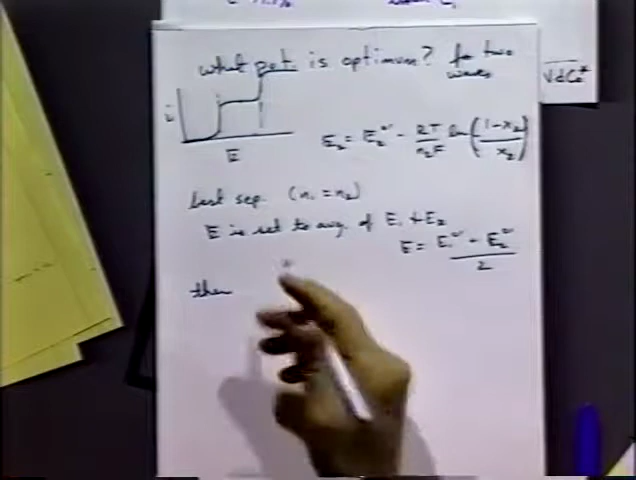 what pot. is optimum? for two
waves
i
E
E₂ = E₂°' - RT/n₂F ln((1-x₂)/x₂)
best sep. (n₁ = n₂)
E is set to avg. of E₁ + E₂
E = (E₁°' - E₂°')/2
then